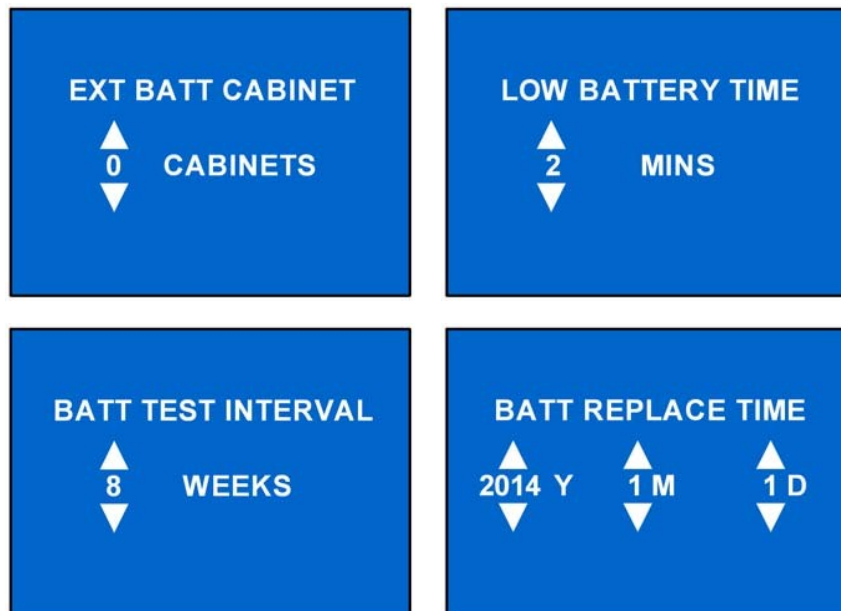 EXT BATT CABINET
0 CABINETS
LOW BATTERY TIME
2 MINS
BATT TEST INTERVAL
8 WEEKS
BATT REPLACE TIME
2014 Y 1 M 1 D